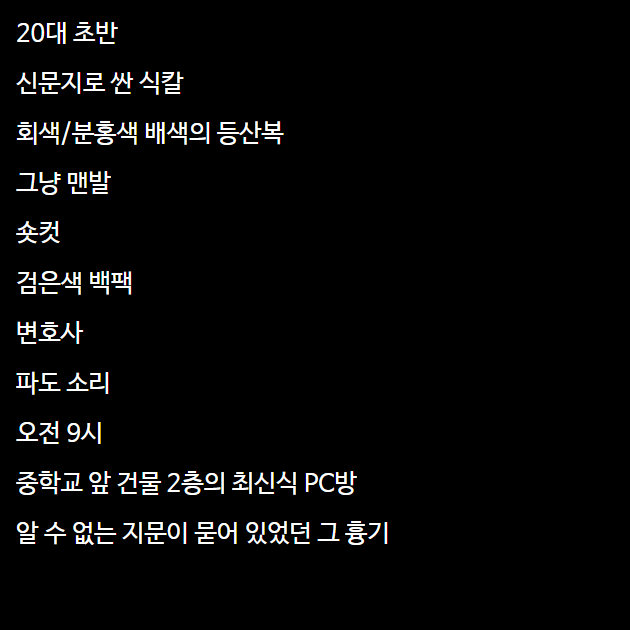 20대 초반
신문지로 싼 식칼
회색/분홍색 배색의 등산복
그냥 맨발
숏컷
검은색 백팩
변호사
파도 소리
오전 9시
중학교 앞 건물 2층의 최신식 PC방
알 수 없는 지문이 묻어 있었던 그 흉기